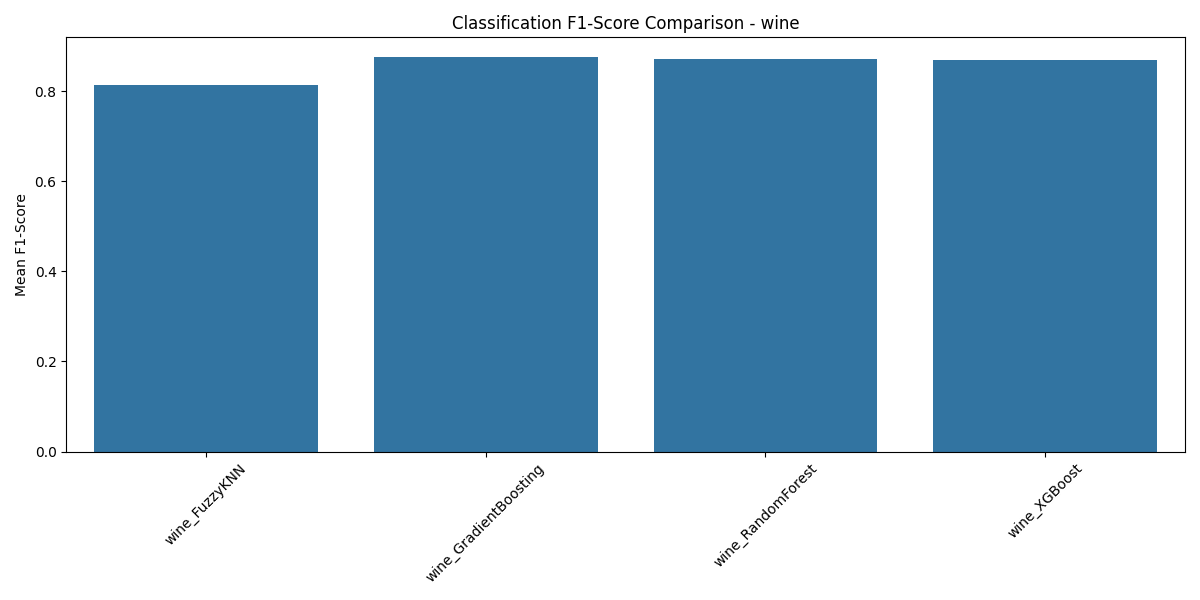 Classification F1-Score Comparison - wine
Mean F1-Score
0.8
0.6
0.4
0.2
0.0
wine_FuzzyKNN
wine_GradientBoosting
wine_RandomForest
wine_XGBoost